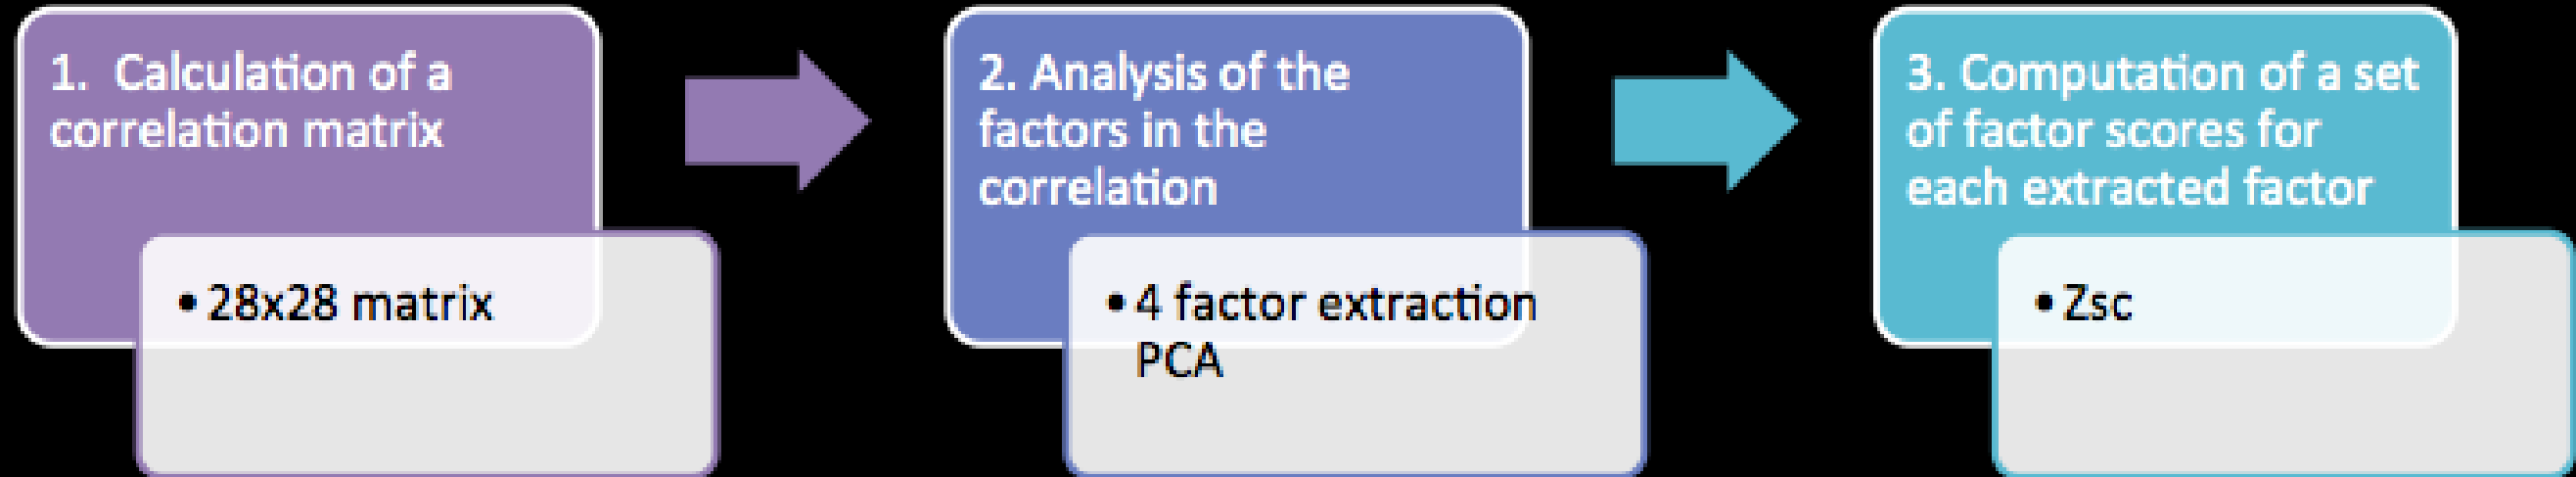 1.  Calculation of a
correlation matrix
• 28x28 matrix
2. Analysis of the
factors in the
correlation
• 4 factor extraction
PCA
3. Computation of a set
of factor scores for
each extracted factor
• Zsc